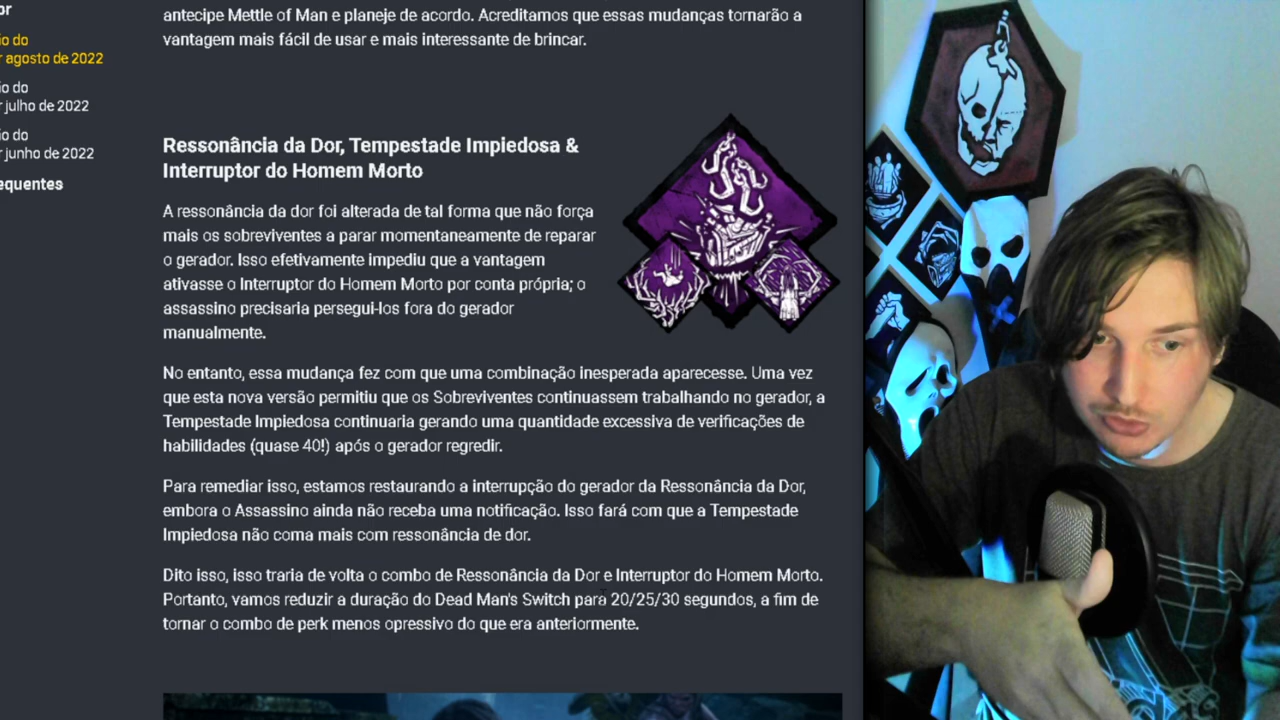 or
antecipe Mettle of Man e planeje de acordo. Acreditamos que essas mudanças tornarão a
io do
r agosto de 2022
vantagem mais fácil de usar e mais interessante de brincar.
io do
r julho de 2022
io do
r junho de 2022
equentes
Ressonância da Dor, Tempestade Impiedosa &
Interruptor do Homem Morto
A ressonância da dor foi alterada de tal forma que não força
mais os sobreviventes a parar momentaneamente de reparar
o gerador. Isso efetivamente impediu que a vantagem
ativasse o Interruptor do Homem Morto por conta própria; o
assassino precisaria persegui-los fora do gerador
manualmente.
No entanto, essa mudança fez com que uma combinação inesperada aparecesse. Uma vez
que esta nova versão permitiu que os Sobreviventes continuassem trabalhando no gerador, a
Tempestade Impiedosa continuaria gerando uma quantidade excessiva de verificações de
habilidades (quase 40!) após o gerador regredir.
Para remediar isso, estamos restaurando a interrupção do gerador da Ressonância da Dor,
embora o Assassino ainda não receba uma notificação. Isso fará com que a Tempestade
Impiedosa não coma mais com ressonância de dor.
Dito isso, isso traria de volta o combo de Ressonância da Dor e Interruptor do Homem Morto.
Portanto, vamos reduzir a duração do Dead Man's Switch para 20/25/30 segundos, a fim de
tornar o combo de perk menos opressivo do que era anteriormente.